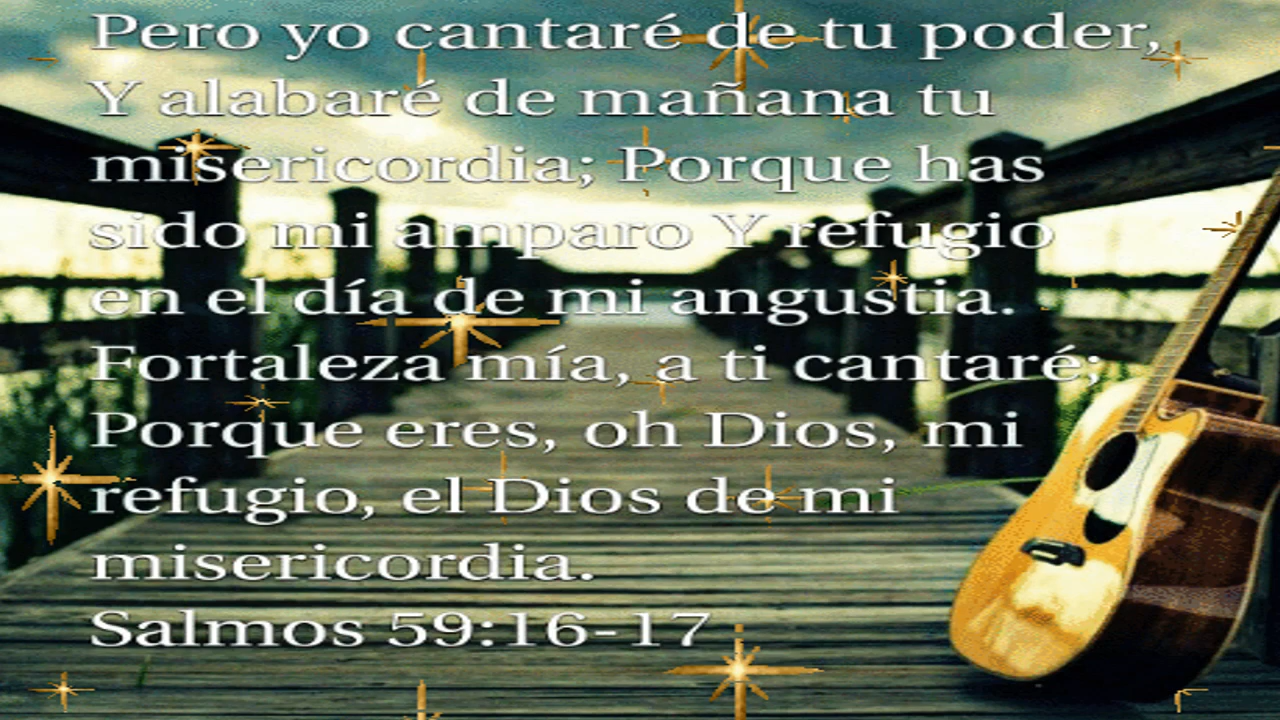 Pero yo cantaré de tu poder,
Y alabaré de mañana tu
misericordia; Porque has
sido mi amparo Y refugio
en el día de mi angustia.
Fortaleza mía, a ti cantaré;
Porque eres, oh Dios, mi
refugio, el Dios de mi
misericordia.
Salmos 59:16-17